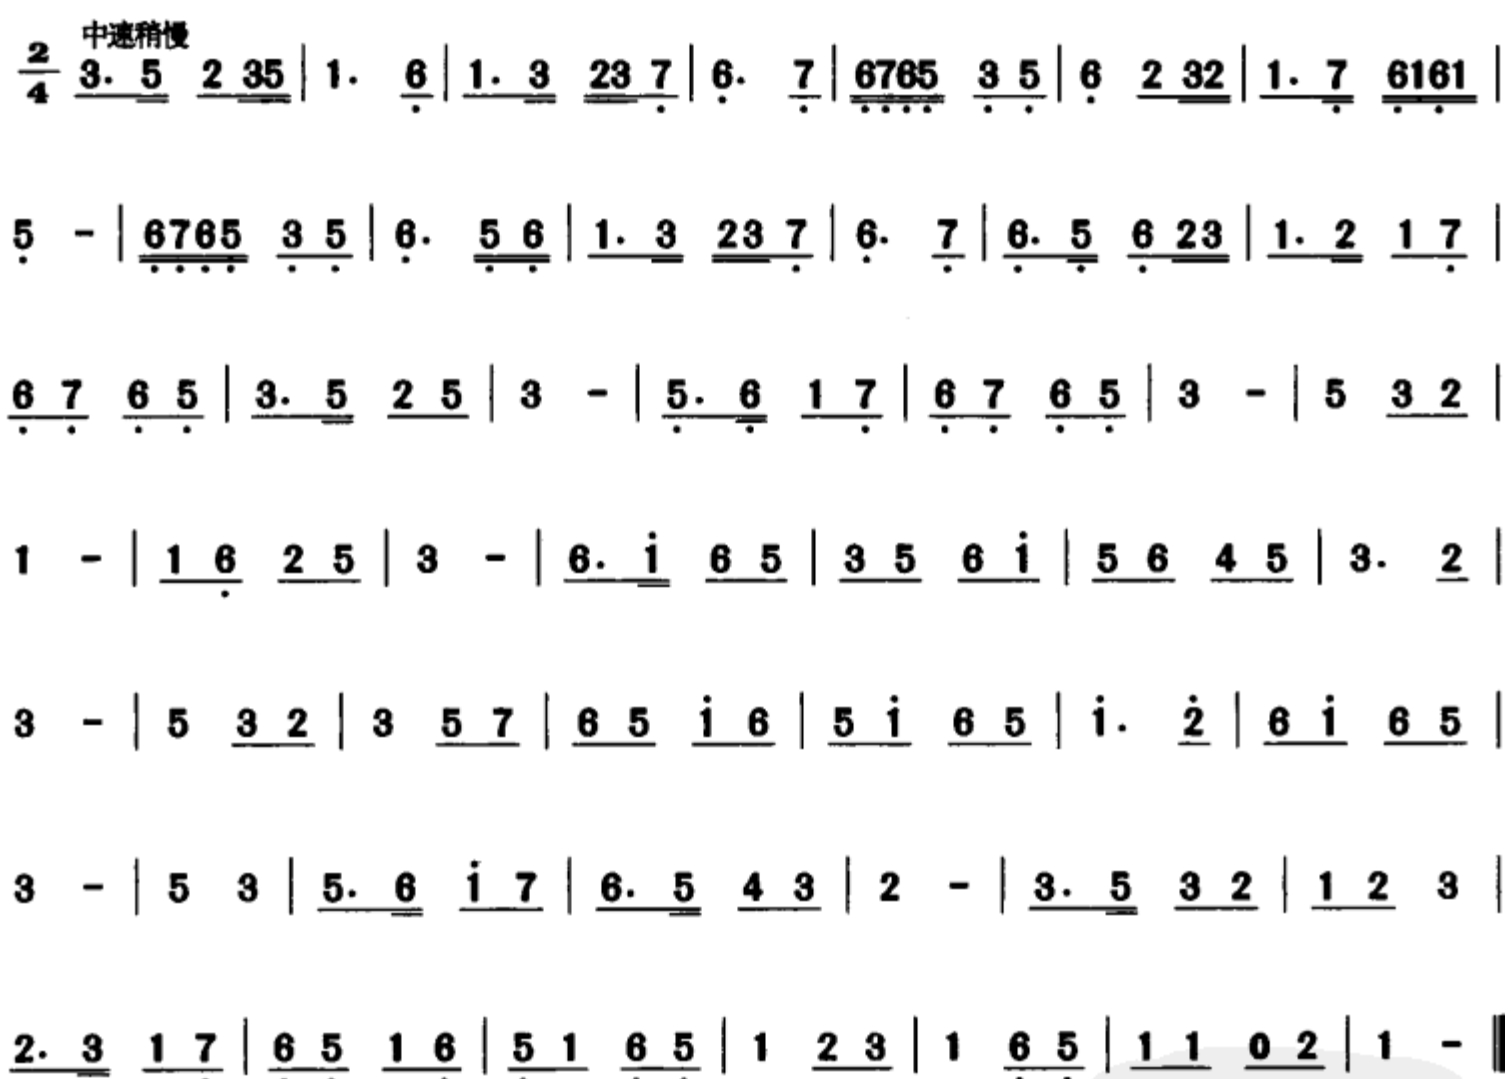 中速稍慢
2/4 3. 5 2 35 | 1. 6 | 1. 3 23 7 | 6. 7 | 6765 3 5 | 6 2 32 | 1. 7 6161 |
5 - | 6765 3 5 | 6. 5 6 | 1. 3 23 7 | 6. 7 | 6. 5 6 23 | 1. 2 1 7 |
6 7 6 5 | 3. 5 2 5 | 3 - | 5. 6 1 7 | 6 7 6 5 | 3 - | 5 3 2 |
1 - | 1 6 2 5 | 3 - | 6. i 6 5 | 3 5 6 i | 5 6 4 5 | 3. 2 |
3 - | 5 3 2 | 3 5 7 | 6 5 i 6 | 5 i 6 5 | i. 2̇ | 6 i 6 5 |
3 - | 5 3 | 5. 6 i 7 | 6. 5 4 3 | 2 - | 3. 5 3 2 | 1 2 3 |
2. 3 1 7 | 6 5 1 6 | 5 1 6 5 | 1 2 3 | 1 6 5 | 1 1 0 2 | 1 - ‖